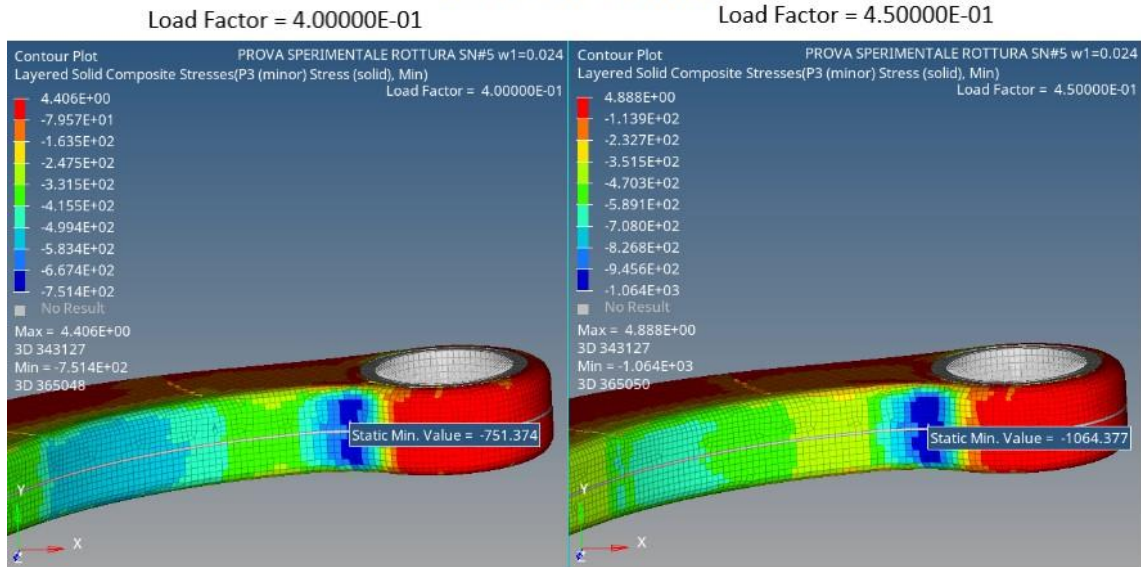 Load Factor = 4.00000E-01
Contour Plot
PROVA SPERIMENTALE ROTTURA SN#5 w1=0.024
Layered Solid Composite Stresses(P3 (minor) Stress (solid), Min)
Load Factor = 4.00000E-01
4.406E+00
-7.957E+01
-1.635E+02
-2.475E+02
-3.315E+02
-4.155E+02
-4.994E+02
-5.834E+02
-6.674E+02
-7.514E+02
No Result
Max = 4.406E+00
3D 343127
Min = -7.514E+02
3D 365048
Static Min. Value = -751.374
Y
X
Z
Load Factor = 4.50000E-01
Contour Plot
PROVA SPERIMENTALE ROTTURA SN#5 w1=0.024
Layered Solid Composite Stresses(P3 (minor) Stress (solid), Min)
Load Factor = 4.50000E-01
4.888E+00
-1.139E+02
-2.327E+02
-3.515E+02
-4.703E+02
-5.891E+02
-7.080E+02
-8.268E+02
-9.456E+02
-1.064E+03
No Result
Max = 4.888E+00
3D 343127
Min = -1.064E+03
3D 365050
Static Min. Value = -1064.377
Y
X
Z